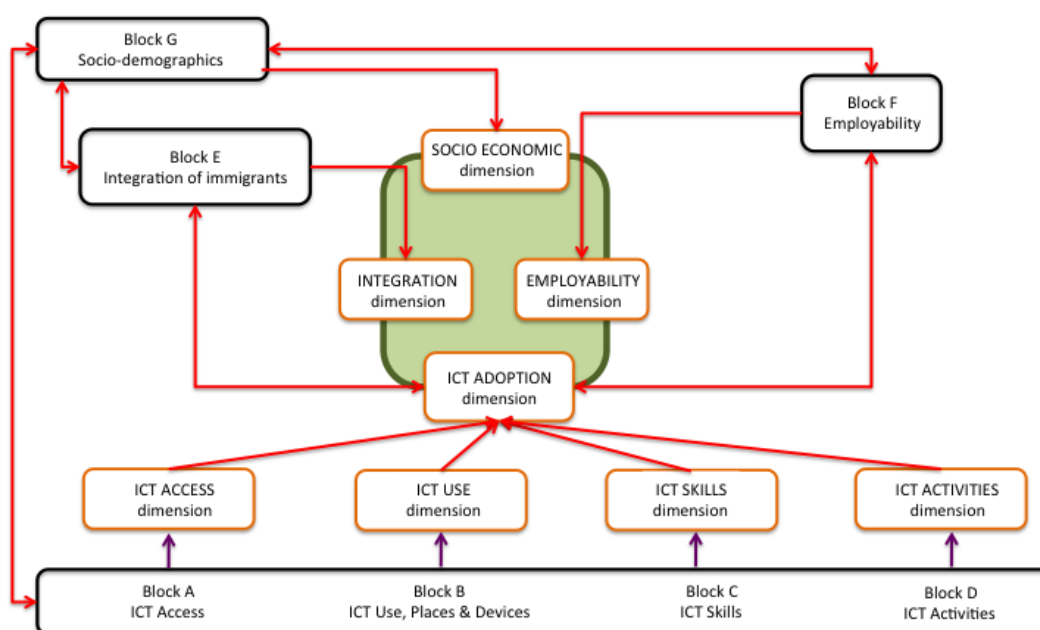 Block G
Socio-demographics
Block F
Employability
Block E
Integration of immigrants
SOCIO ECONOMIC
dimension
INTEGRATION
dimension
EMPLOYABILITY
dimension
ICT ADOPTION
dimension
ICT ACCESS
dimension
ICT USE
dimension
ICT SKILLS
dimension
ICT ACTIVITIES
dimension
Block A
ICT Access
Block B
ICT Use, Places & Devices
Block C
ICT Skills
Block D
ICT Activities